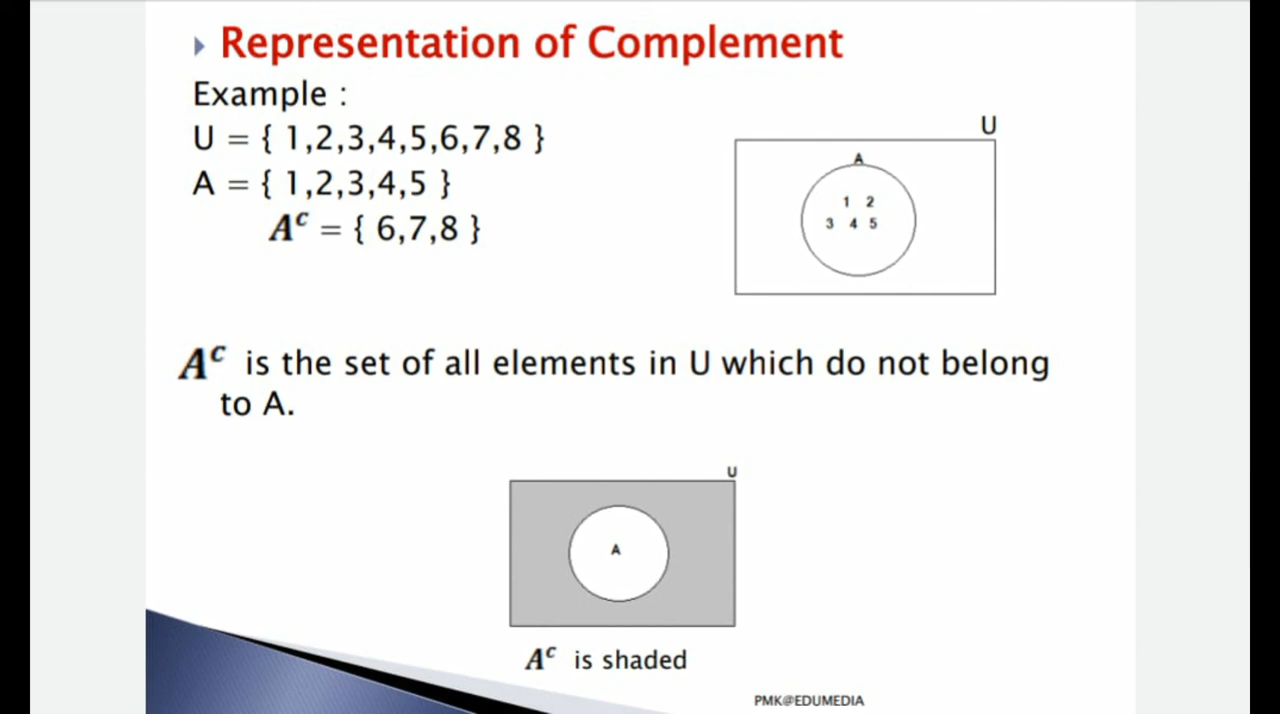 Representation of Complement
Example :
U = { 1,2,3,4,5,6,7,8 }
A = { 1,2,3,4,5 }
Aᶜ = { 6,7,8 }
U
A
1 2
3 4 5
Aᶜ is the set of all elements in U which do not belong
to A.
U
A
Aᶜ is shaded
PMK@EDUMEDIA